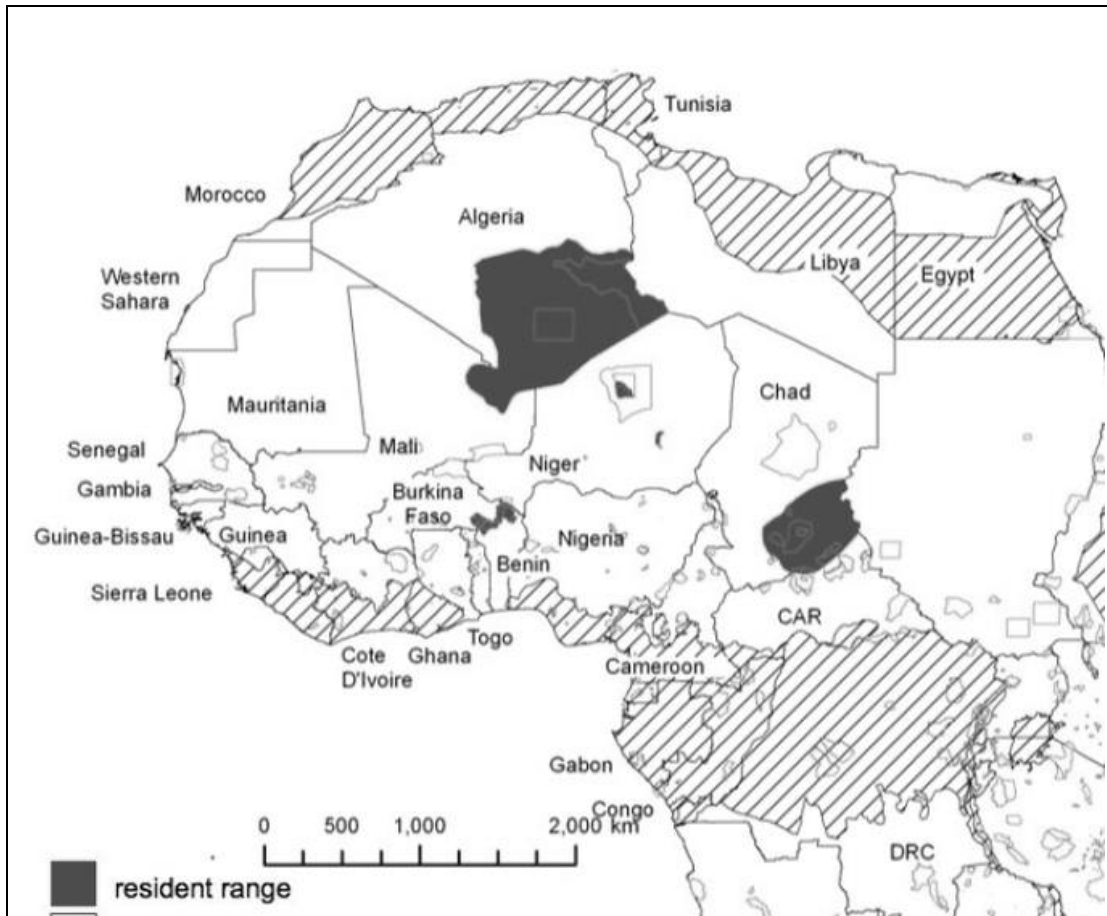 Tunisia
Morocco
Algeria
Libya
Egypt
Western
Sahara
Mauritania
Mali
Niger
Chad
Senegal
Gambia
Guinea-Bissau
Guinea
Burkina
Faso
Benin
Nigeria
Sierra Leone
CAR
Togo
Cote
D'Ivoire
Ghana
Cameroon
Gabon
Congo
DRC
0 500 1,000 2,000 km
resident range